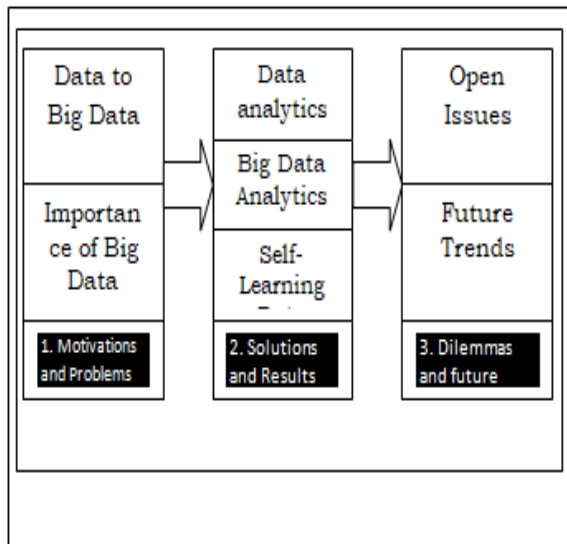 Data to
Big Data
Importan
ce of Big
Data
1. Motivations
and Problems
Data
analytics
Big Data
Analytics
Self-
Learning
2. Solutions
and Results
Open
Issues
Future
Trends
3. Dilemmas
and future